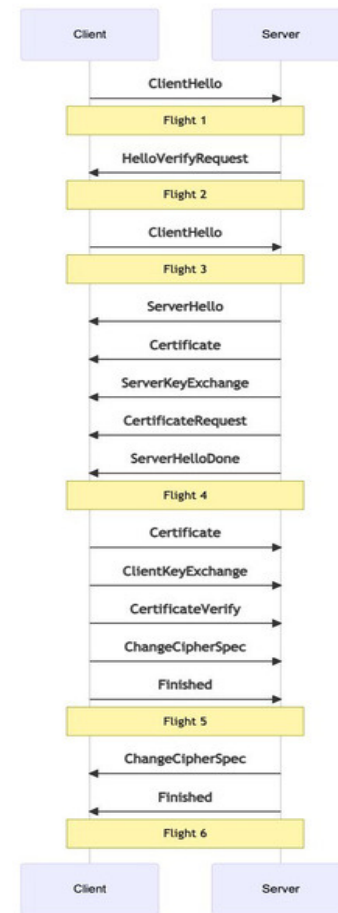 Client Server
ClientHello
Flight 1
HelloVerifyRequest
Flight 2
ClientHello
Flight 3
ServerHello
Certificate
ServerKeyExchange
CertificateRequest
ServerHelloDone
Flight 4
Certificate
ClientKeyExchange
CertificateVerify
ChangeCipherSpec
Finished
Flight 5
ChangeCipherSpec
Finished
Flight 6
Client Server